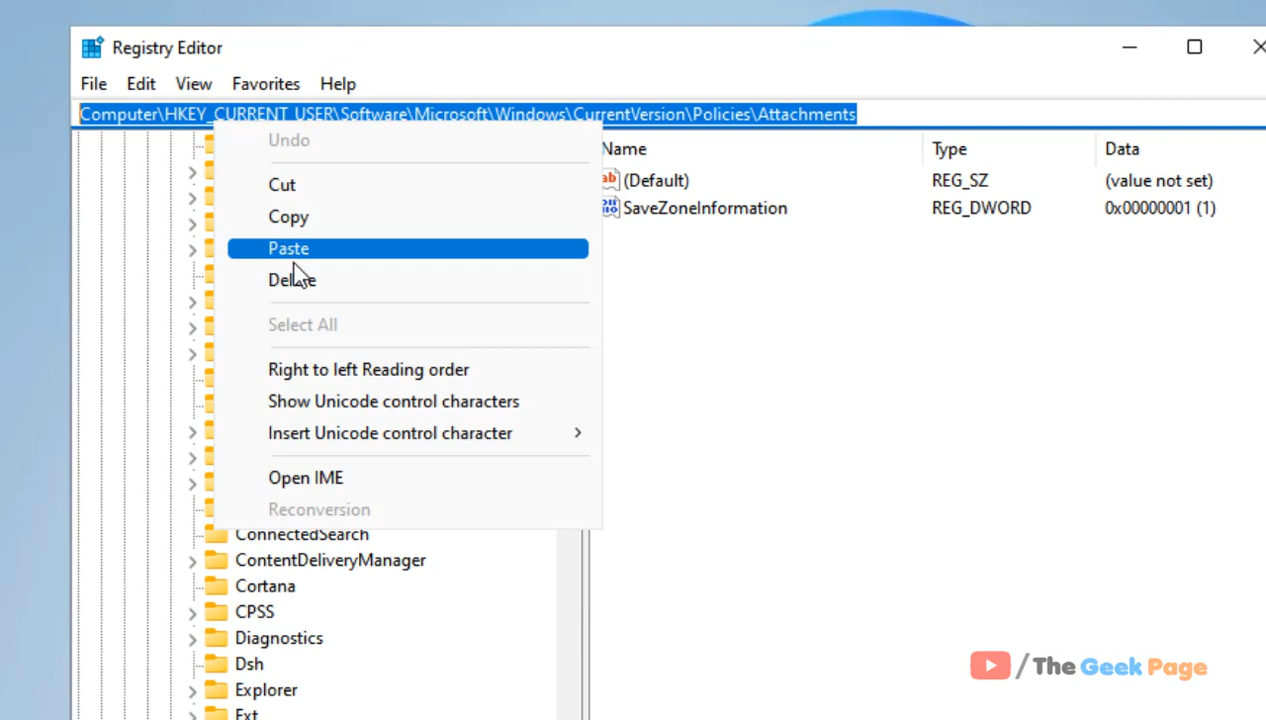 Registry Editor
File Edit View Favorites Help
Computer\HKEY_CURRENT_USER\Software\Microsoft\Windows\CurrentVersion\Policies\Attachments
Undo
Cut
Copy
Paste
Delete
Select All
Right to left Reading order
Show Unicode control characters
Insert Unicode control character
Open IME
Reconversion
ConnectedSearch
ContentDeliveryManager
Cortana
CPSS
Diagnostics
Dsh
Explorer
Ext
Name Type Data
(Default) REG_SZ (value not set)
SaveZoneInformation REG_DWORD 0x00000001 (1)
/ The Geek Page